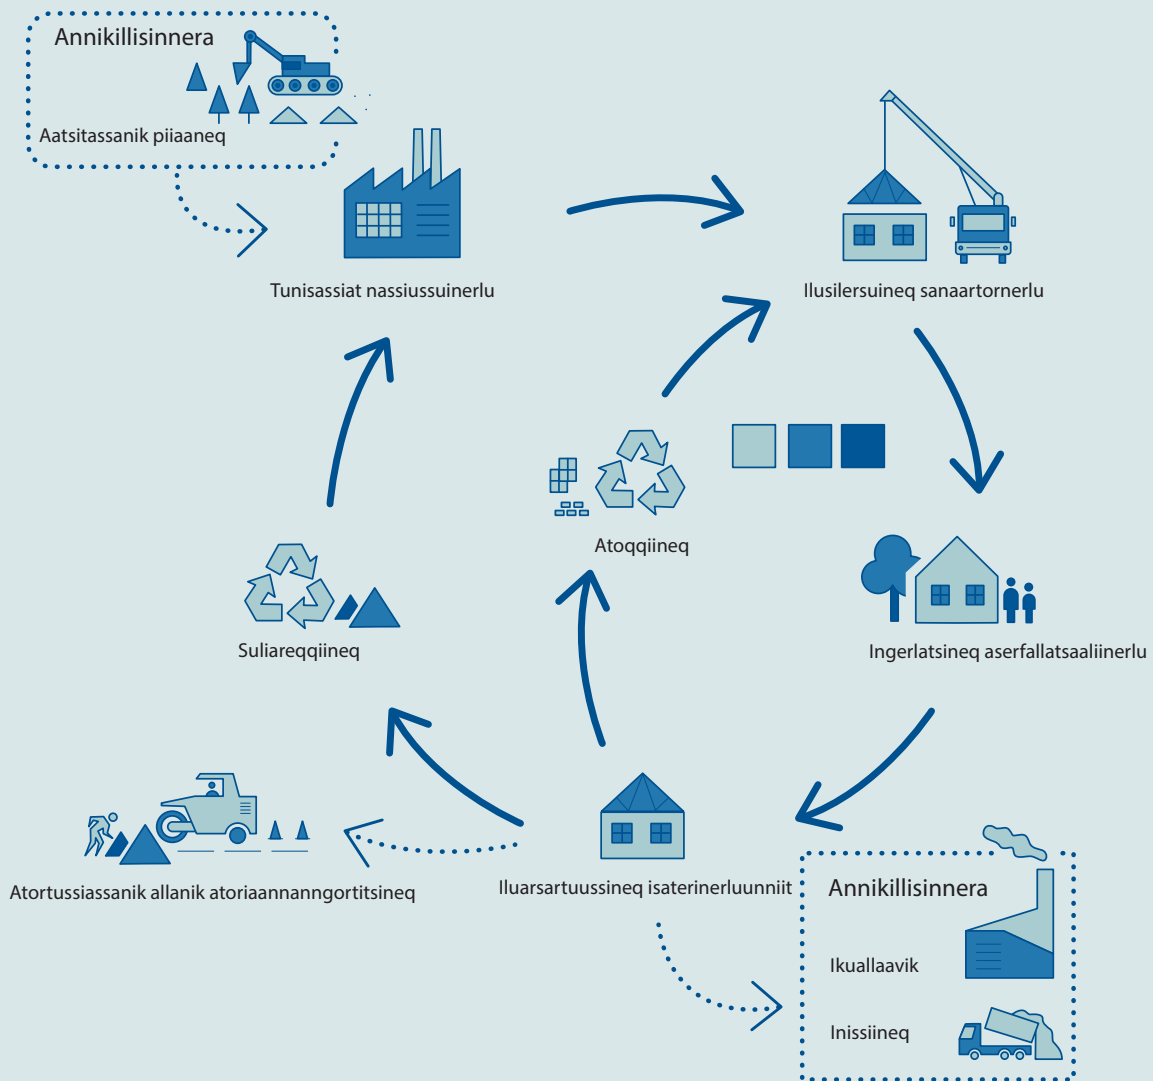 Annikillisinnera
Aatsitassanik piiaaneq
Tunisassiat nassiussuinerlu
Ilusilersuineq sanaartornerlu
Atoqqiineq
Suliareqqiineq
Ingerlatsineq aserfallatsaaliinerlu
Atortussiassanik allanik atoriaannanngortitsineq
Iluarsartuussineq isaterinerluunniit
Annikillisinnera
Ikuallaavik
Inissiineq